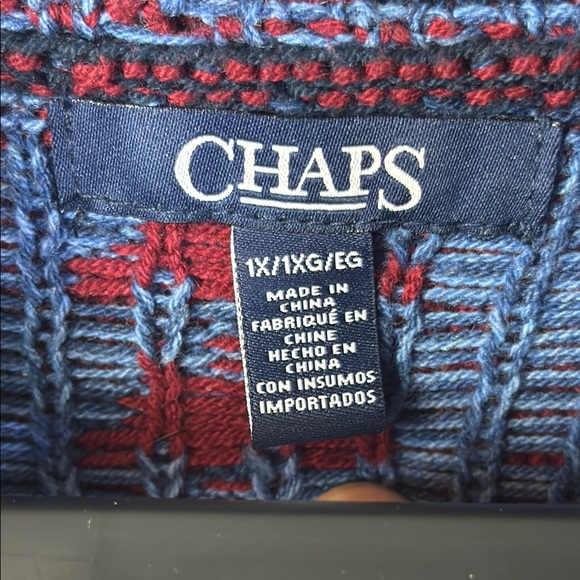 CHAPS
1X/1XG/EG
MADE IN
CHINA
FABRIQUÉ EN
CHINE
HECHO EN
CHINA
CON INSUMOS
IMPORTADOS